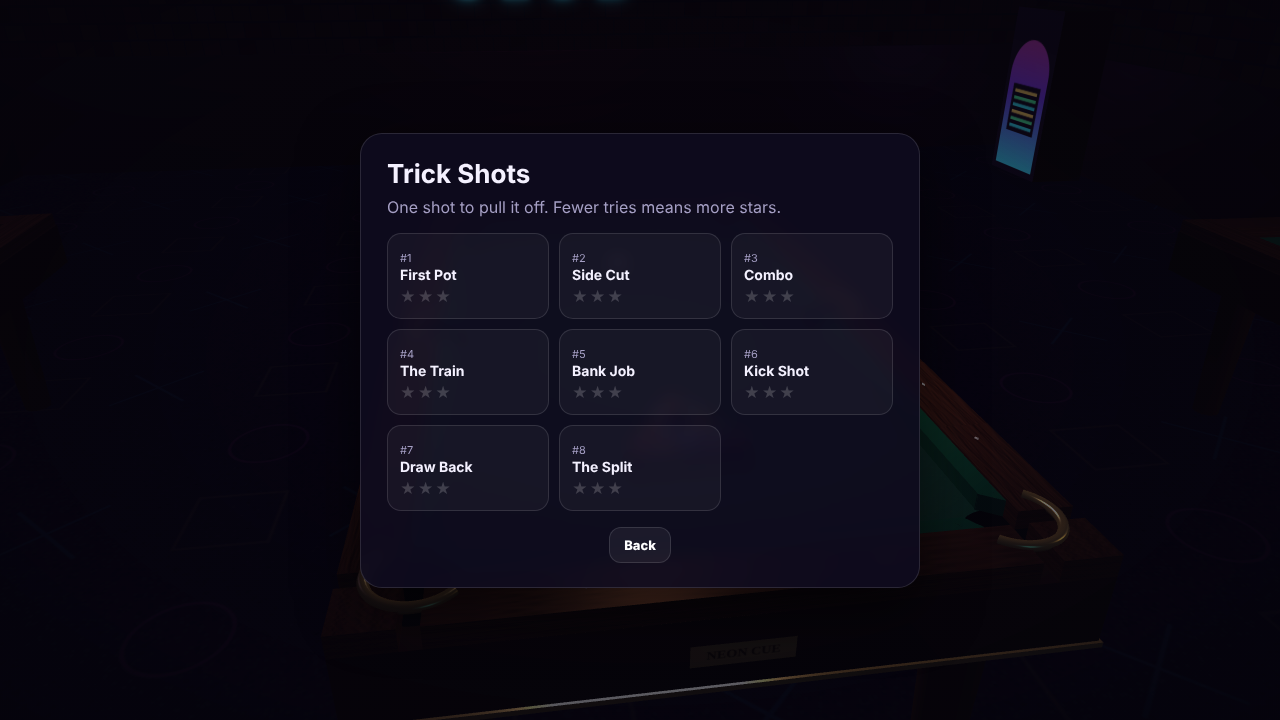 Trick Shots
One shot to pull it off. Fewer tries means more stars.
#1
First Pot
★★★
#2
Side Cut
★★★
#3
Combo
★★★
#4
The Train
★★★
#5
Bank Job
★★★
#6
Kick Shot
★★★
#7
Draw Back
★★★
#8
The Split
★★★
Back
NEON CUE